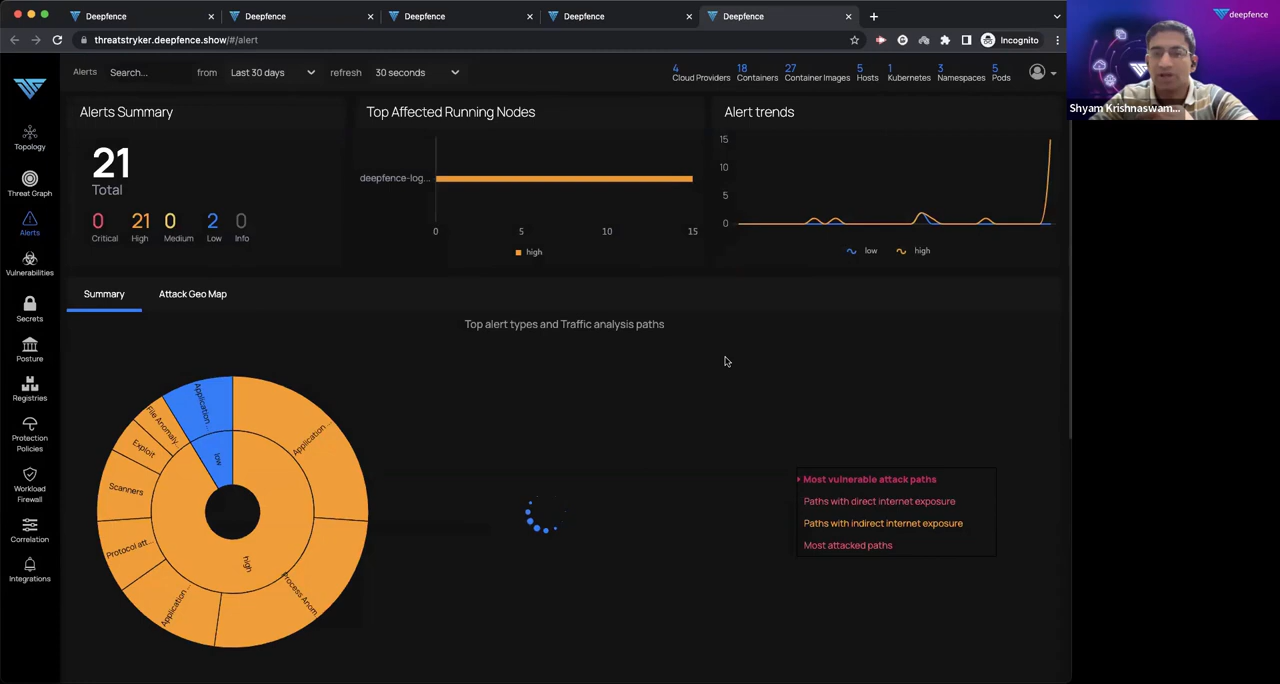 Deepfence
Deepfence
Deepfence
Deepfence
Deepfence
threatstryker.deepfence.show/#/alert
Incognito
deepfence
Shyam Krishnaswam...
Alerts
Search...
from
Last 30 days
refresh
30 seconds
4
Cloud Providers
18
Containers
27
Container Images
5
Hosts
1
Kubernetes
3
Namespaces
5
Pods
Topology
Threat Graph
Alerts
Vulnerabilities
Secrets
Posture
Registries
Protection
Policies
Workload
Firewall
Correlation
Integrations
Alerts Summary
21
Total
0
Critical
21
High
0
Medium
2
Low
0
Info
Top Affected Running Nodes
deepfence-log...
0
5
10
15
high
Alert trends
15
10
5
0
low
high
Summary
Attack Geo Map
Top alert types and Traffic analysis paths
Application ...
low
File Anomaly...
Exploit
Scanners
Protocol att...
Application ...
high
Process Anom
Application ...
Most vulnerable attack paths
Paths with direct internet exposure
Paths with indirect internet exposure
Most attacked paths